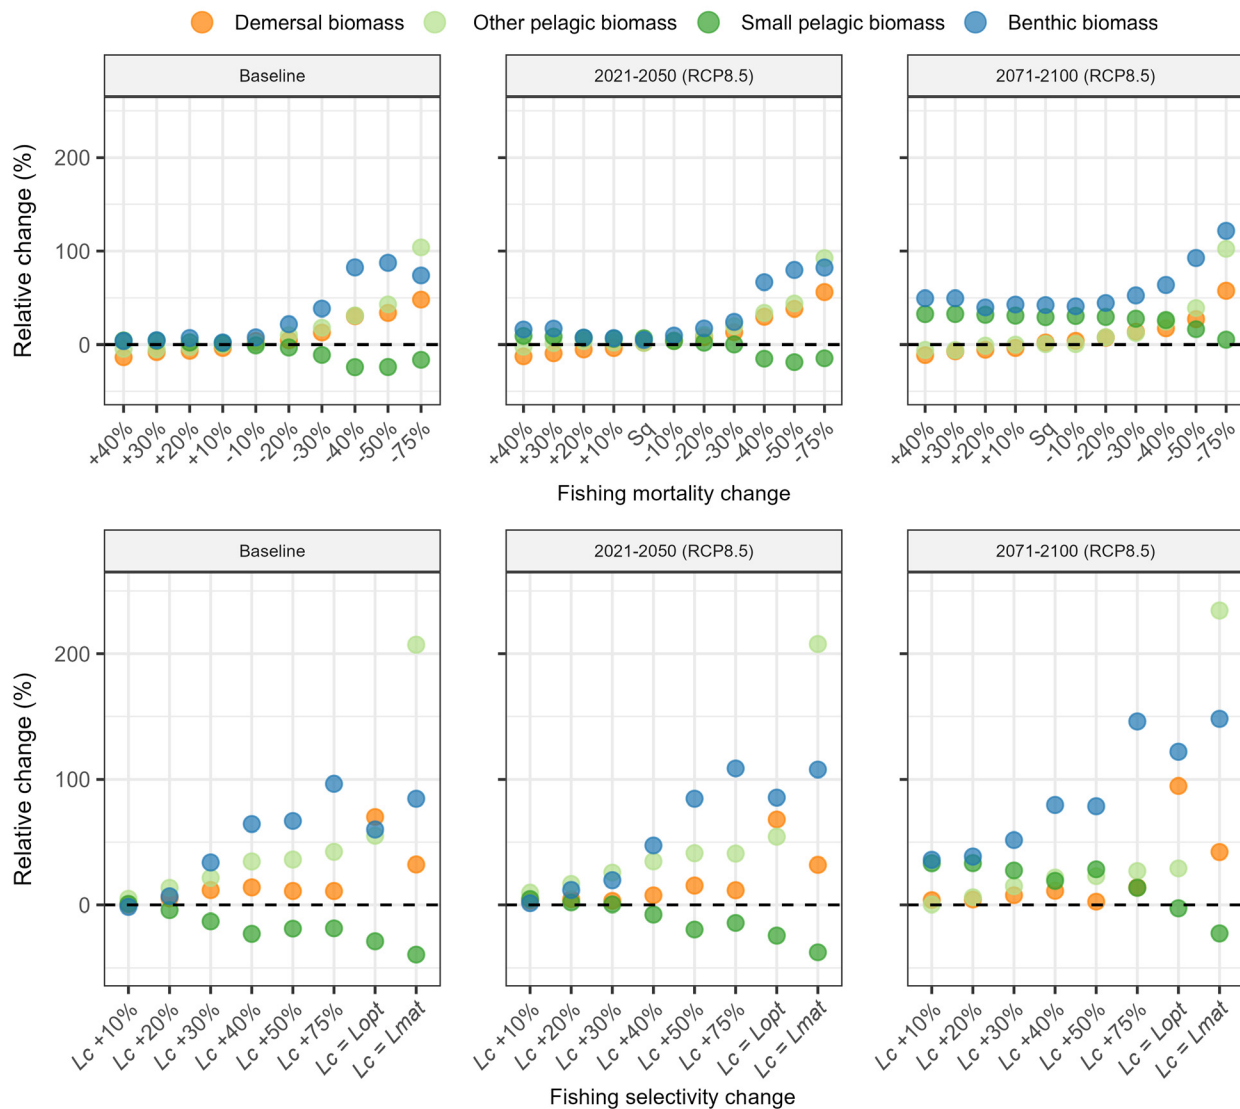 Demersal biomass Other pelagic biomass Small pelagic biomass Benthic biomass
Baseline 2021-2050 (RCP8.5) 2071-2100 (RCP8.5)
Relative change (%)
200
100
0
+40% +30% +20% +10% -10% -20% -30% -40% -50% -75%
+40% +30% +20% +10% Sq -10% -20% -30% -40% -50% -75%
+40% +30% +20% +10% Sq -10% -20% -30% -40% -50% -75%
Fishing mortality change
Baseline 2021-2050 (RCP8.5) 2071-2100 (RCP8.5)
Relative change (%)
200
100
0
Lc +10% Lc +20% Lc +30% Lc +40% Lc +50% Lc +75% Lc = Lopt Lc = Lmat
Lc +10% Lc +20% Lc +30% Lc +40% Lc +50% Lc +75% Lc = Lopt Lc = Lmat
Lc +10% Lc +20% Lc +30% Lc +40% Lc +50% Lc +75% Lc = Lopt Lc = Lmat
Fishing selectivity change